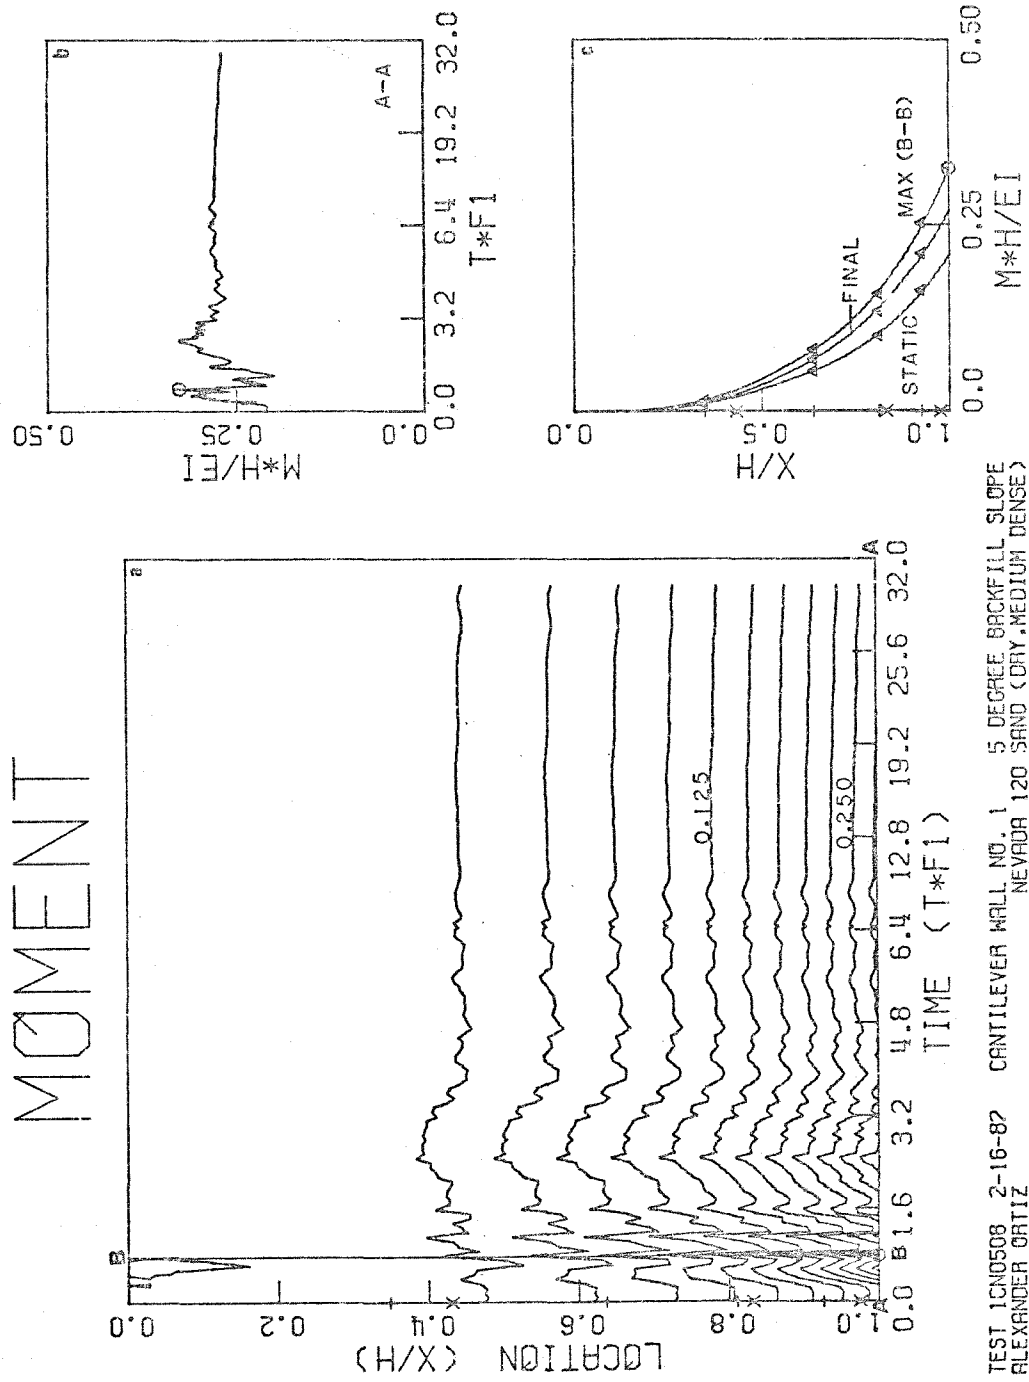 MØMENT
a
B
LOCATION
(X/H)
0.0
0.2
0.4
0.6
0.8
1.0
0.125
0.250
A
A
0.0
B
1.6
3.2
4.8
6.4
12.8
19.2
25.6
32.0
TIME (T*F1)
b
M*H/EI
0.50
0.25
0.0
A-A
0.0
3.2
6.4
19.2
32.0
T*F1
c
X/H
0.0
0.5
1.0
STATIC
FINAL
MAX (B-B)
0.0
0.25
0.50
M*H/EI
TEST 1CN0508 2-16-87 CANTILEVER WALL NO. 1 5 DEGREE BACKFILL SLOPE
ALEXANDER ORTIZ NEVADA 120 SAND (DRY,MEDIUM DENSE)